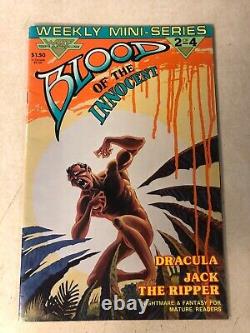 WEEKLY MINI-SERIES
$1.50
2 OF 4
BLOOD
OF THE
INNOCENT
DRACULA
JACK
THE RIPPER
NIGHTMARE & FANTASY FOR
MATURE READERS